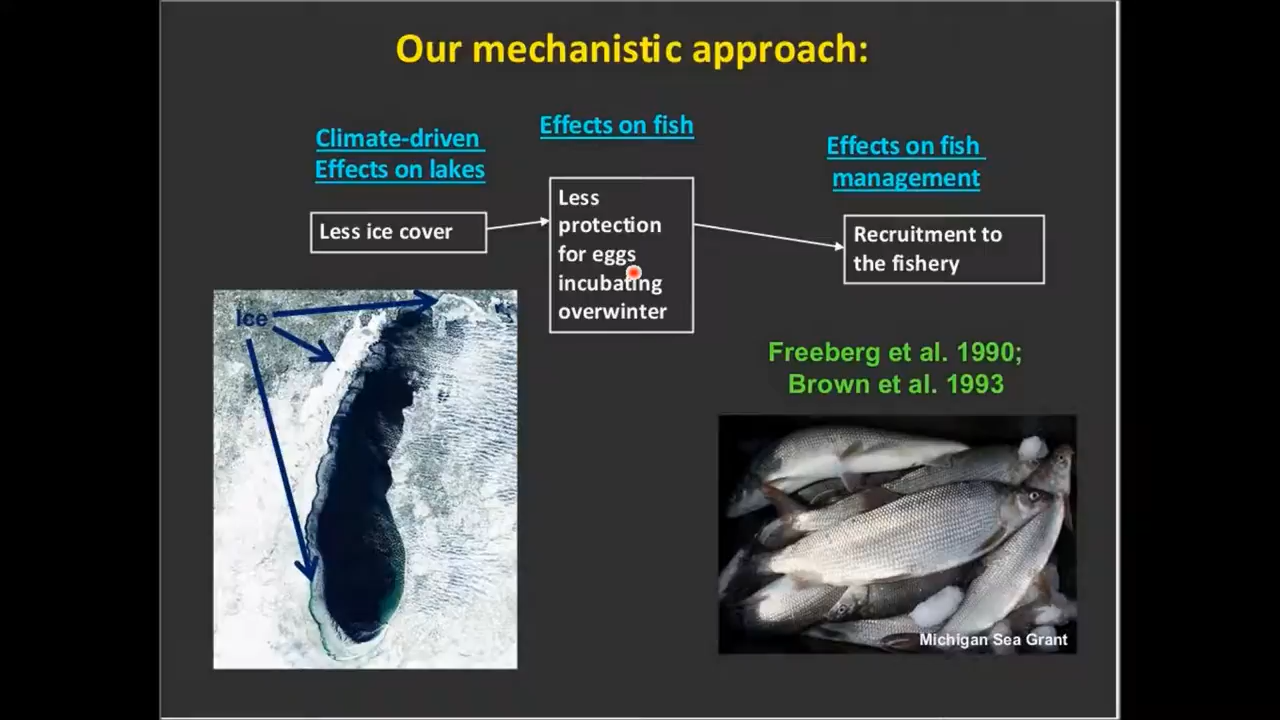 Our mechanistic approach:
Climate-driven
Effects on lakes
Effects on fish
Effects on fish
management
Less ice cover
Less
protection
for eggs
incubating
overwinter
Recruitment to
the fishery
Ice
Freeberg et al. 1990;
Brown et al. 1993
Michigan Sea Grant